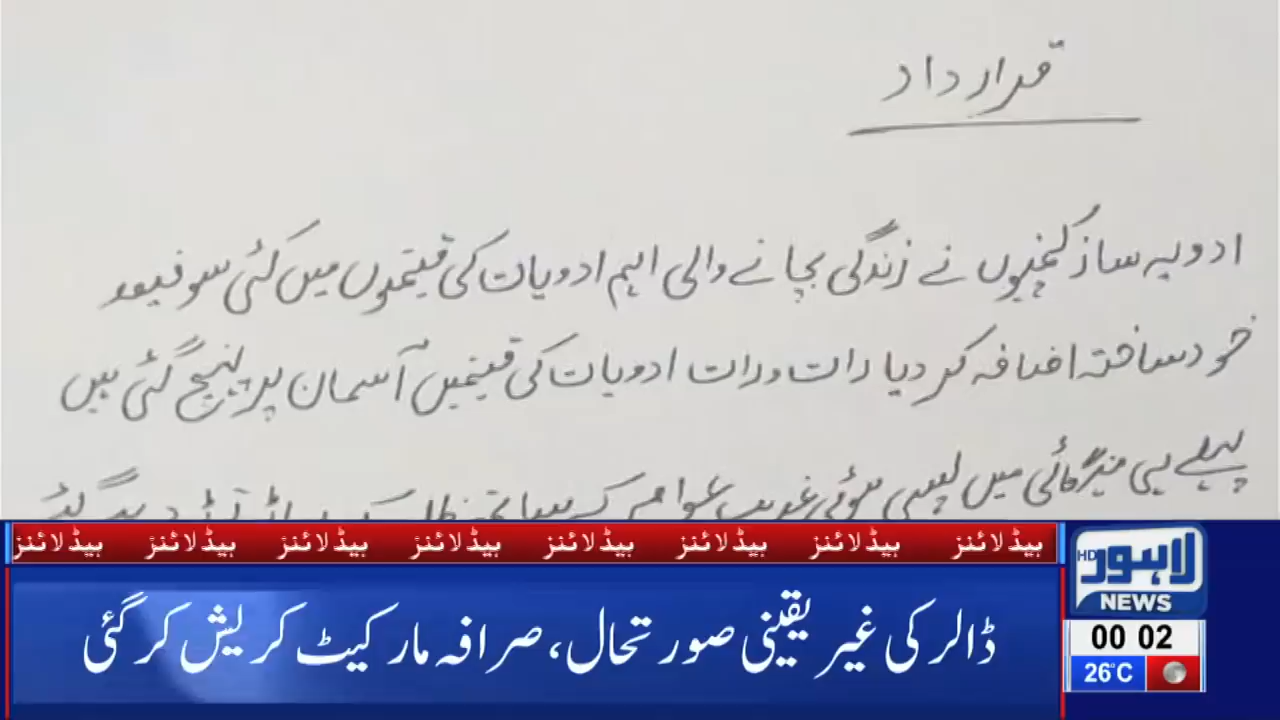 قرارداد
ادویہ ساز کمپنیوں نے زندگی بچانے والی اہم ادویات کی قیمتوں میں کئی سو فیصد
خود ساختہ اضافہ کر دیا رات و رات ادویات کی قیمتیں آسمان پر پہنچ گئی ہیں
پہلے ہی مہنگائی میں پسی ہوئی غریب عوام کے ساتھ
ہیڈلائنز ہیڈلائنز ہیڈلائنز ہیڈلائنز ہیڈلائنز ہیڈلائنز ہیڈلائنز ہیڈلائنز
ڈالر کی غیر یقینی صورتحال، صرافہ مارکیٹ کریش کر گئی
لاہور HD
NEWS
00 02
26°C